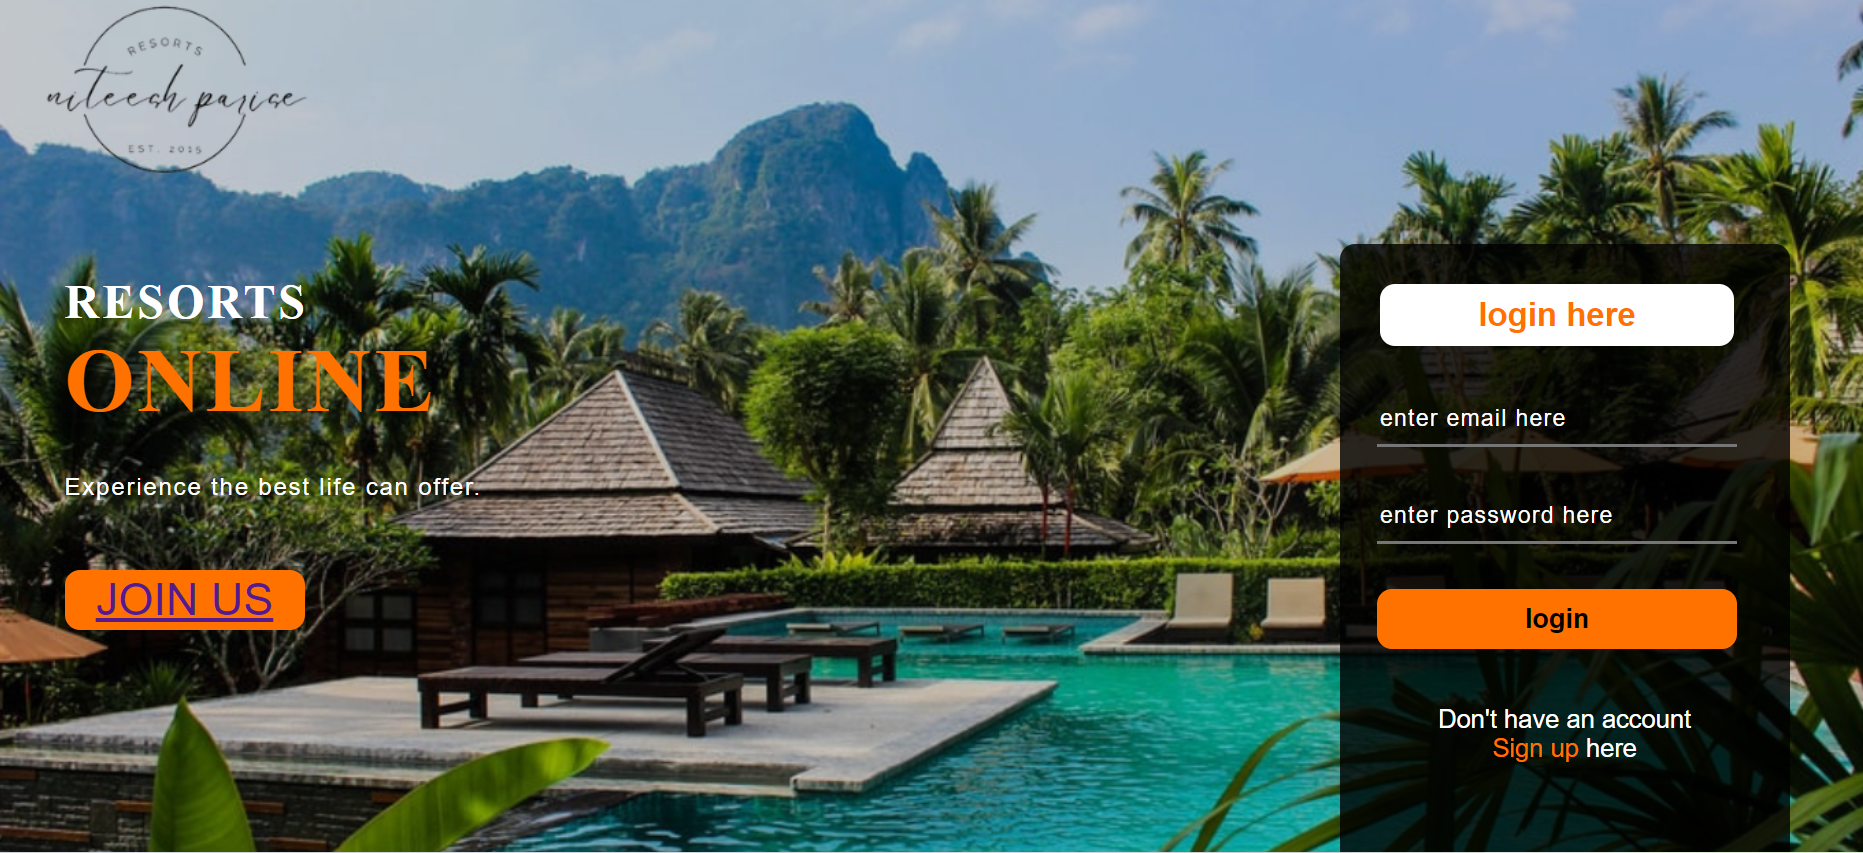 RESORTS
niteesh parise
EST. 2015
RESORTS
ONLINE
Experience the best life can offer.
JOIN US
login here
enter email here
enter password here
login
Don't have an account
Sign up here